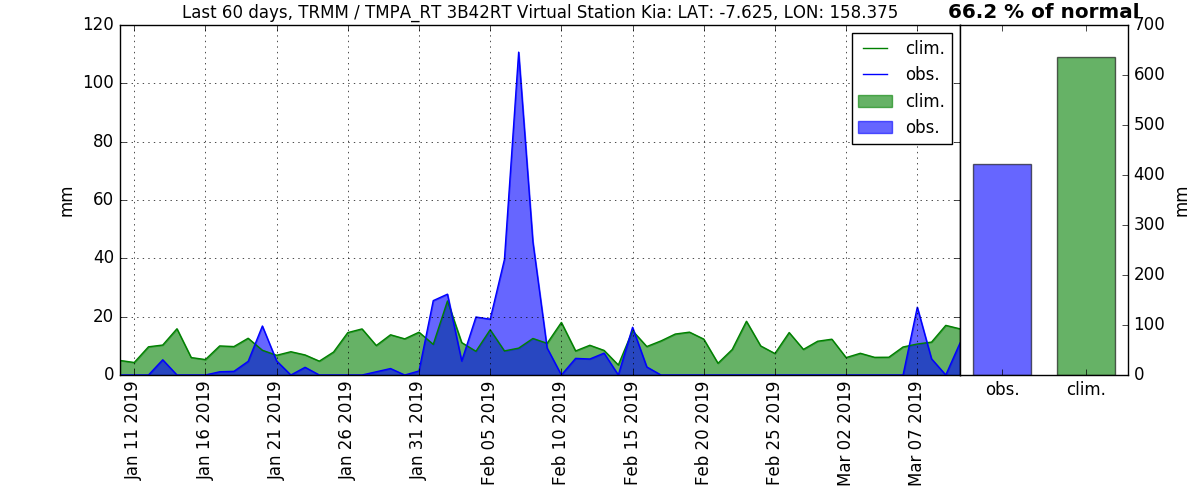 Last 60 days, TRMM / TMPA_RT 3B42RT Virtual Station Kia: LAT: -7.625, LON: 158.375
66.2 % of normal
120
100
80
60
40
20
0
mm
clim.
obs.
clim.
obs.
Jan 11 2019
Jan 16 2019
Jan 21 2019
Jan 26 2019
Jan 31 2019
Feb 05 2019
Feb 10 2019
Feb 15 2019
Feb 20 2019
Feb 25 2019
Mar 02 2019
Mar 07 2019
700
600
500
400
300
200
100
0
mm
obs.
clim.